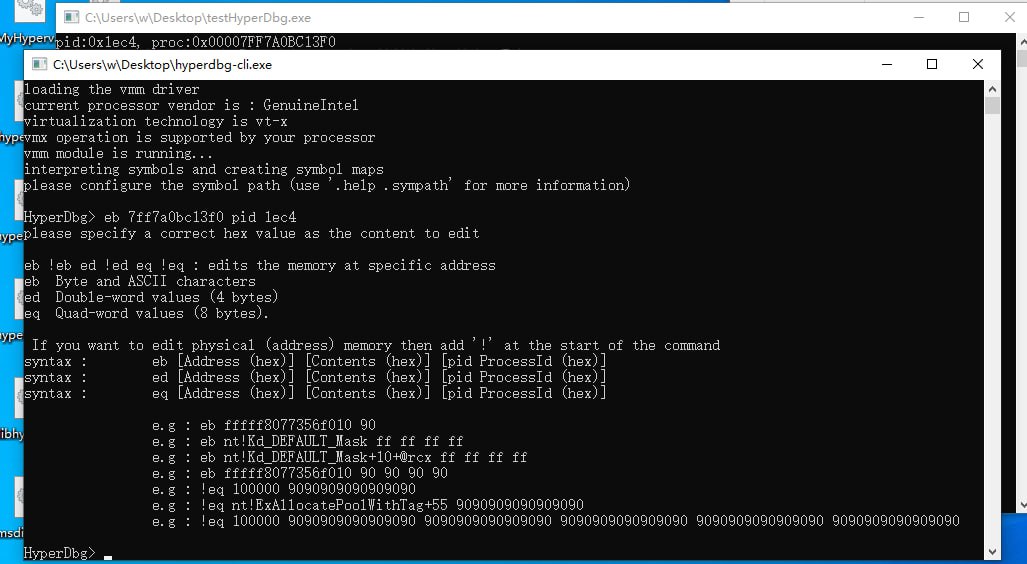 C:\Users\w\Desktop\testHyperDbg.exe
MyHyperv
pid:0x1ec4, proc:0x00007FF7A0BC13F0
C:\Users\w\Desktop\hyperdbg-cli.exe
loading the vmm driver
current processor vendor is : GenuineIntel
virtualization technology is vt-x
vmx operation is supported by your processor
vmm module is running...
interpreting symbols and creating symbol maps
please configure the symbol path (use '.help .sympath' for more information)
HyperDbg> eb 7ff7a0bc13f0 pid 1ec4
please specify a correct hex value as the content to edit
eb !eb ed !ed eq !eq : edits the memory at specific address
eb  Byte and ASCII characters
ed  Double-word values (4 bytes)
eq  Quad-word values (8 bytes).
If you want to edit physical (address) memory then add '!' at the start of the command
syntax :        eb [Address (hex)] [Contents (hex)] [pid ProcessId (hex)]
syntax :        ed [Address (hex)] [Contents (hex)] [pid ProcessId (hex)]
syntax :        eq [Address (hex)] [Contents (hex)] [pid ProcessId (hex)]
e.g : eb fffff8077356f010 90
e.g : eb nt!Kd_DEFAULT_Mask ff ff ff ff
e.g : eb nt!Kd_DEFAULT_Mask+10+@rcx ff ff ff ff
e.g : eb fffff8077356f010 90 90 90 90
e.g : !eq 100000 9090909090909090
e.g : !eq nt!ExAllocatePoolWithTag+55 9090909090909090
e.g : !eq 100000 9090909090909090 9090909090909090 9090909090909090 9090909090909090 9090909090909090
HyperDbg>